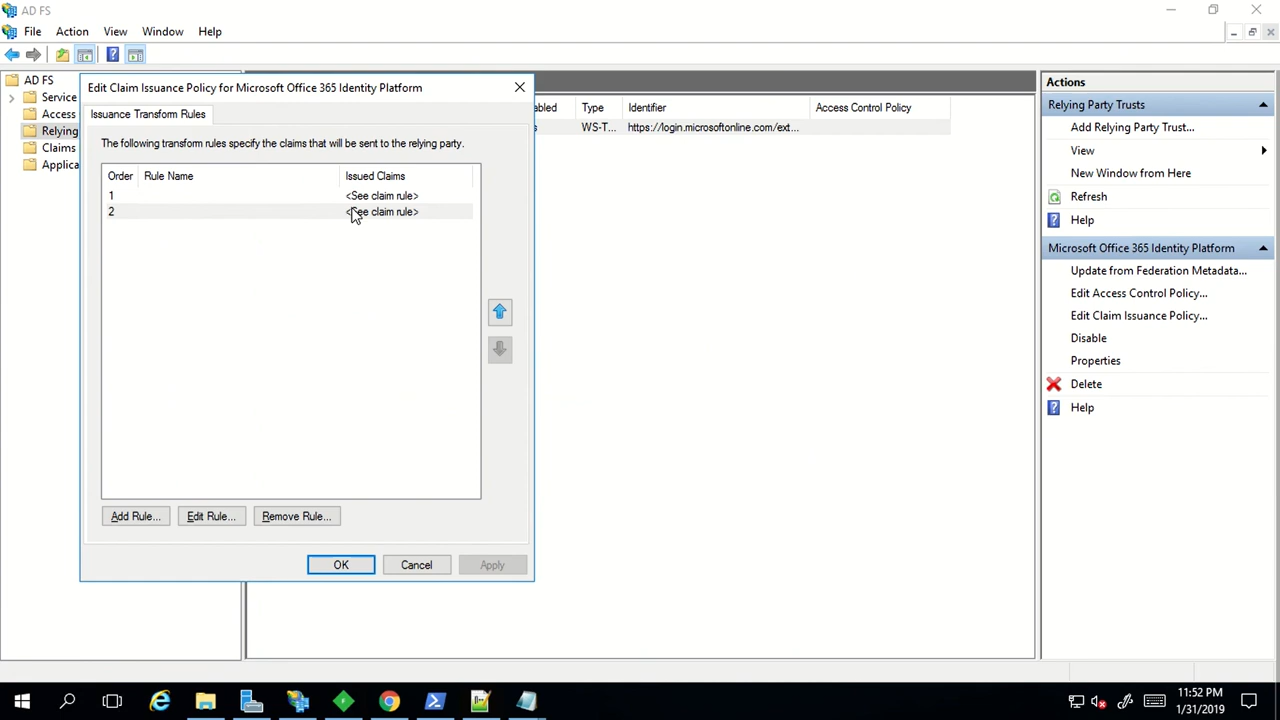 AD FS
File Action View Window Help
AD FS
Service
Access
Relying
Claims
Applica
Edit Claim Issuance Policy for Microsoft Office 365 Identity Platform
Issuance Transform Rules
The following transform rules specify the claims that will be sent to the relying party.
Order Rule Name Issued Claims
1 <See claim rule>
2 <See claim rule>
Add Rule... Edit Rule... Remove Rule...
OK Cancel Apply
abled Type Identifier Access Control Policy
s WS-T... https://login.microsoftonline.com/ext...
Actions
Relying Party Trusts
Add Relying Party Trust...
View
New Window from Here
Refresh
Help
Microsoft Office 365 Identity Platform
Update from Federation Metadata...
Edit Access Control Policy...
Edit Claim Issuance Policy...
Disable
Properties
Delete
Help
11:52 PM
1/31/2019